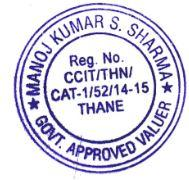 MANOJ KUMAR S. SHARMA
Reg. No.
CCIT/THN/
CAT-1/52/14-15
THANE
GOVT. APPROVED VALUER